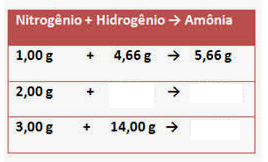 Nitrogênio + Hidrogênio → Amônia
1,00 g + 4,66 g → 5,66 g
2,00 g + →
3,00 g + 14,00 g →